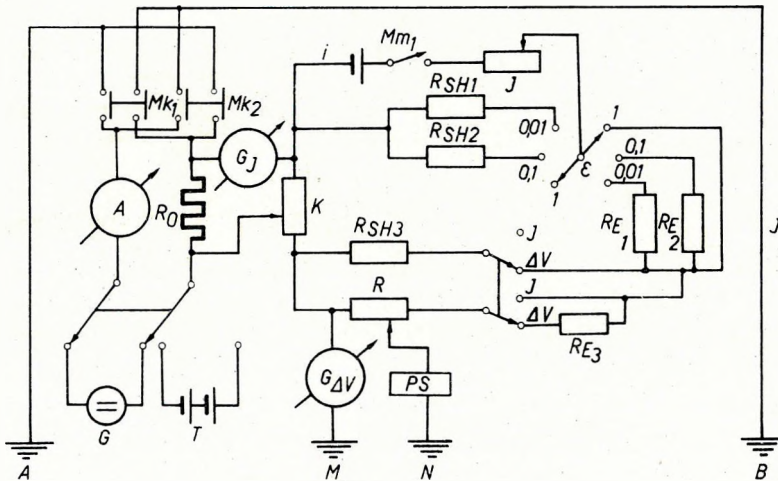 i
Mm1
J
Mk1
Mk2
RSH1
RSH2
0,01
0,1
1
ε
1
0,1
0,01
GJ
A
R0
K
RSH3
J
ΔV
RE1
RE2
J
R
J
ΔV
RE3
GΔV
PS
G
T
A
M
N
B